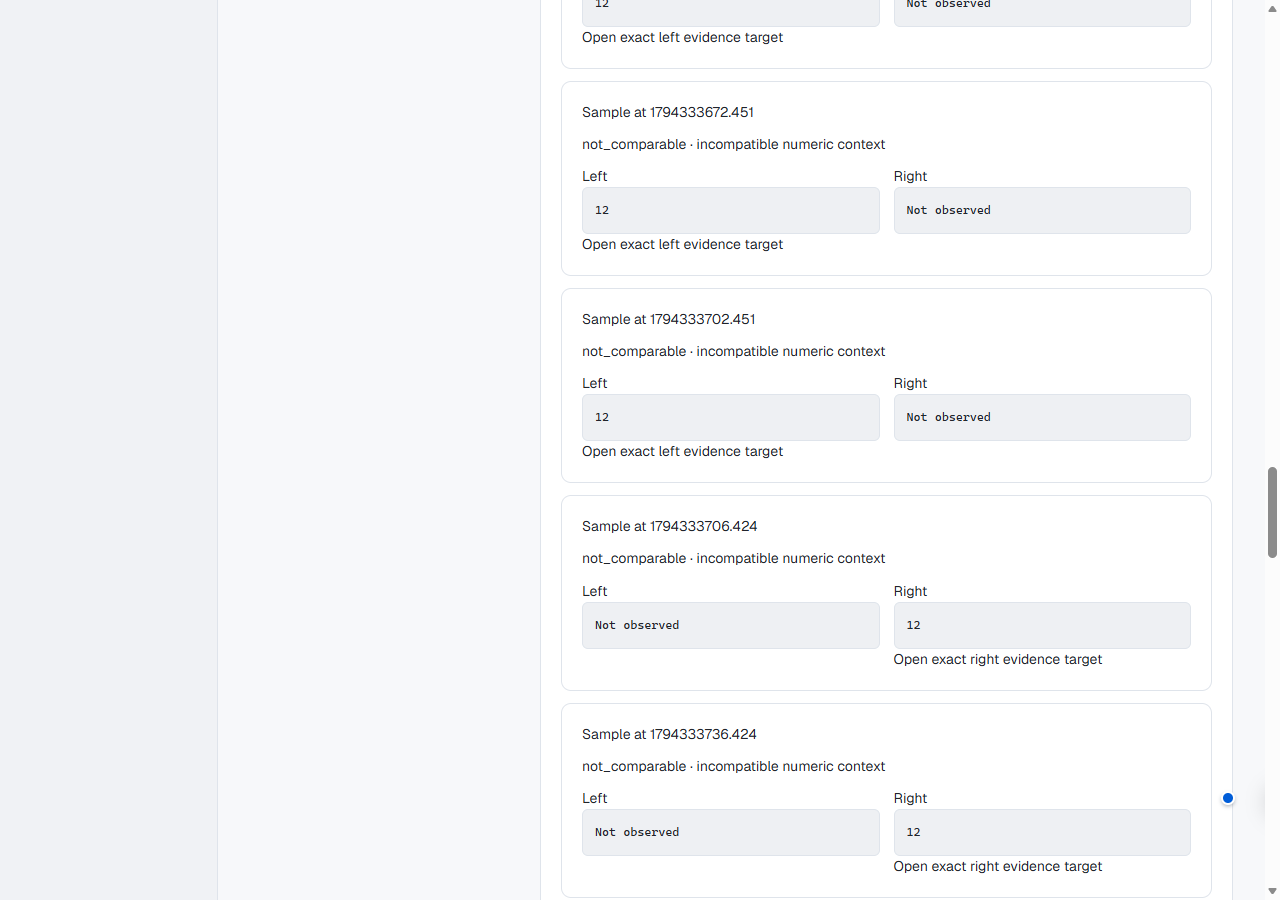 12
Not observed
Open exact left evidence target
Sample at 1794333672.451
not_comparable · incompatible numeric context
Left
Right
12
Not observed
Open exact left evidence target
Sample at 1794333702.451
not_comparable · incompatible numeric context
Left
Right
12
Not observed
Open exact left evidence target
Sample at 1794333706.424
not_comparable · incompatible numeric context
Left
Right
Not observed
12
Open exact right evidence target
Sample at 1794333736.424
not_comparable · incompatible numeric context
Left
Right
Not observed
12
Open exact right evidence target